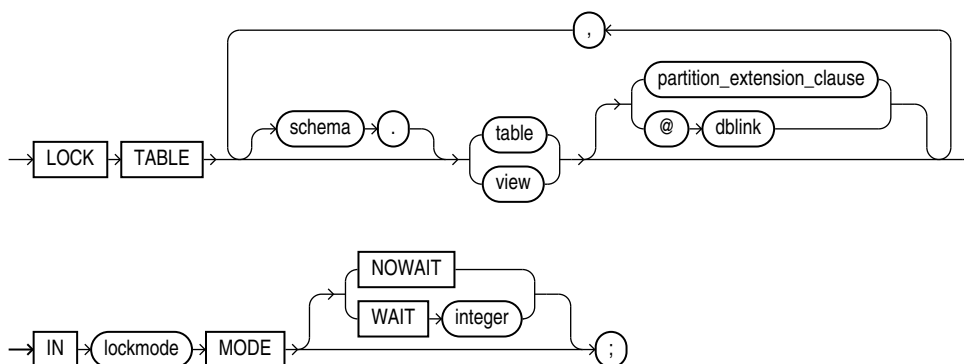 ,
partition_extension_clause
schema . table @ dblink
LOCK TABLE view
NOWAIT
WAIT integer
IN lockmode MODE ;